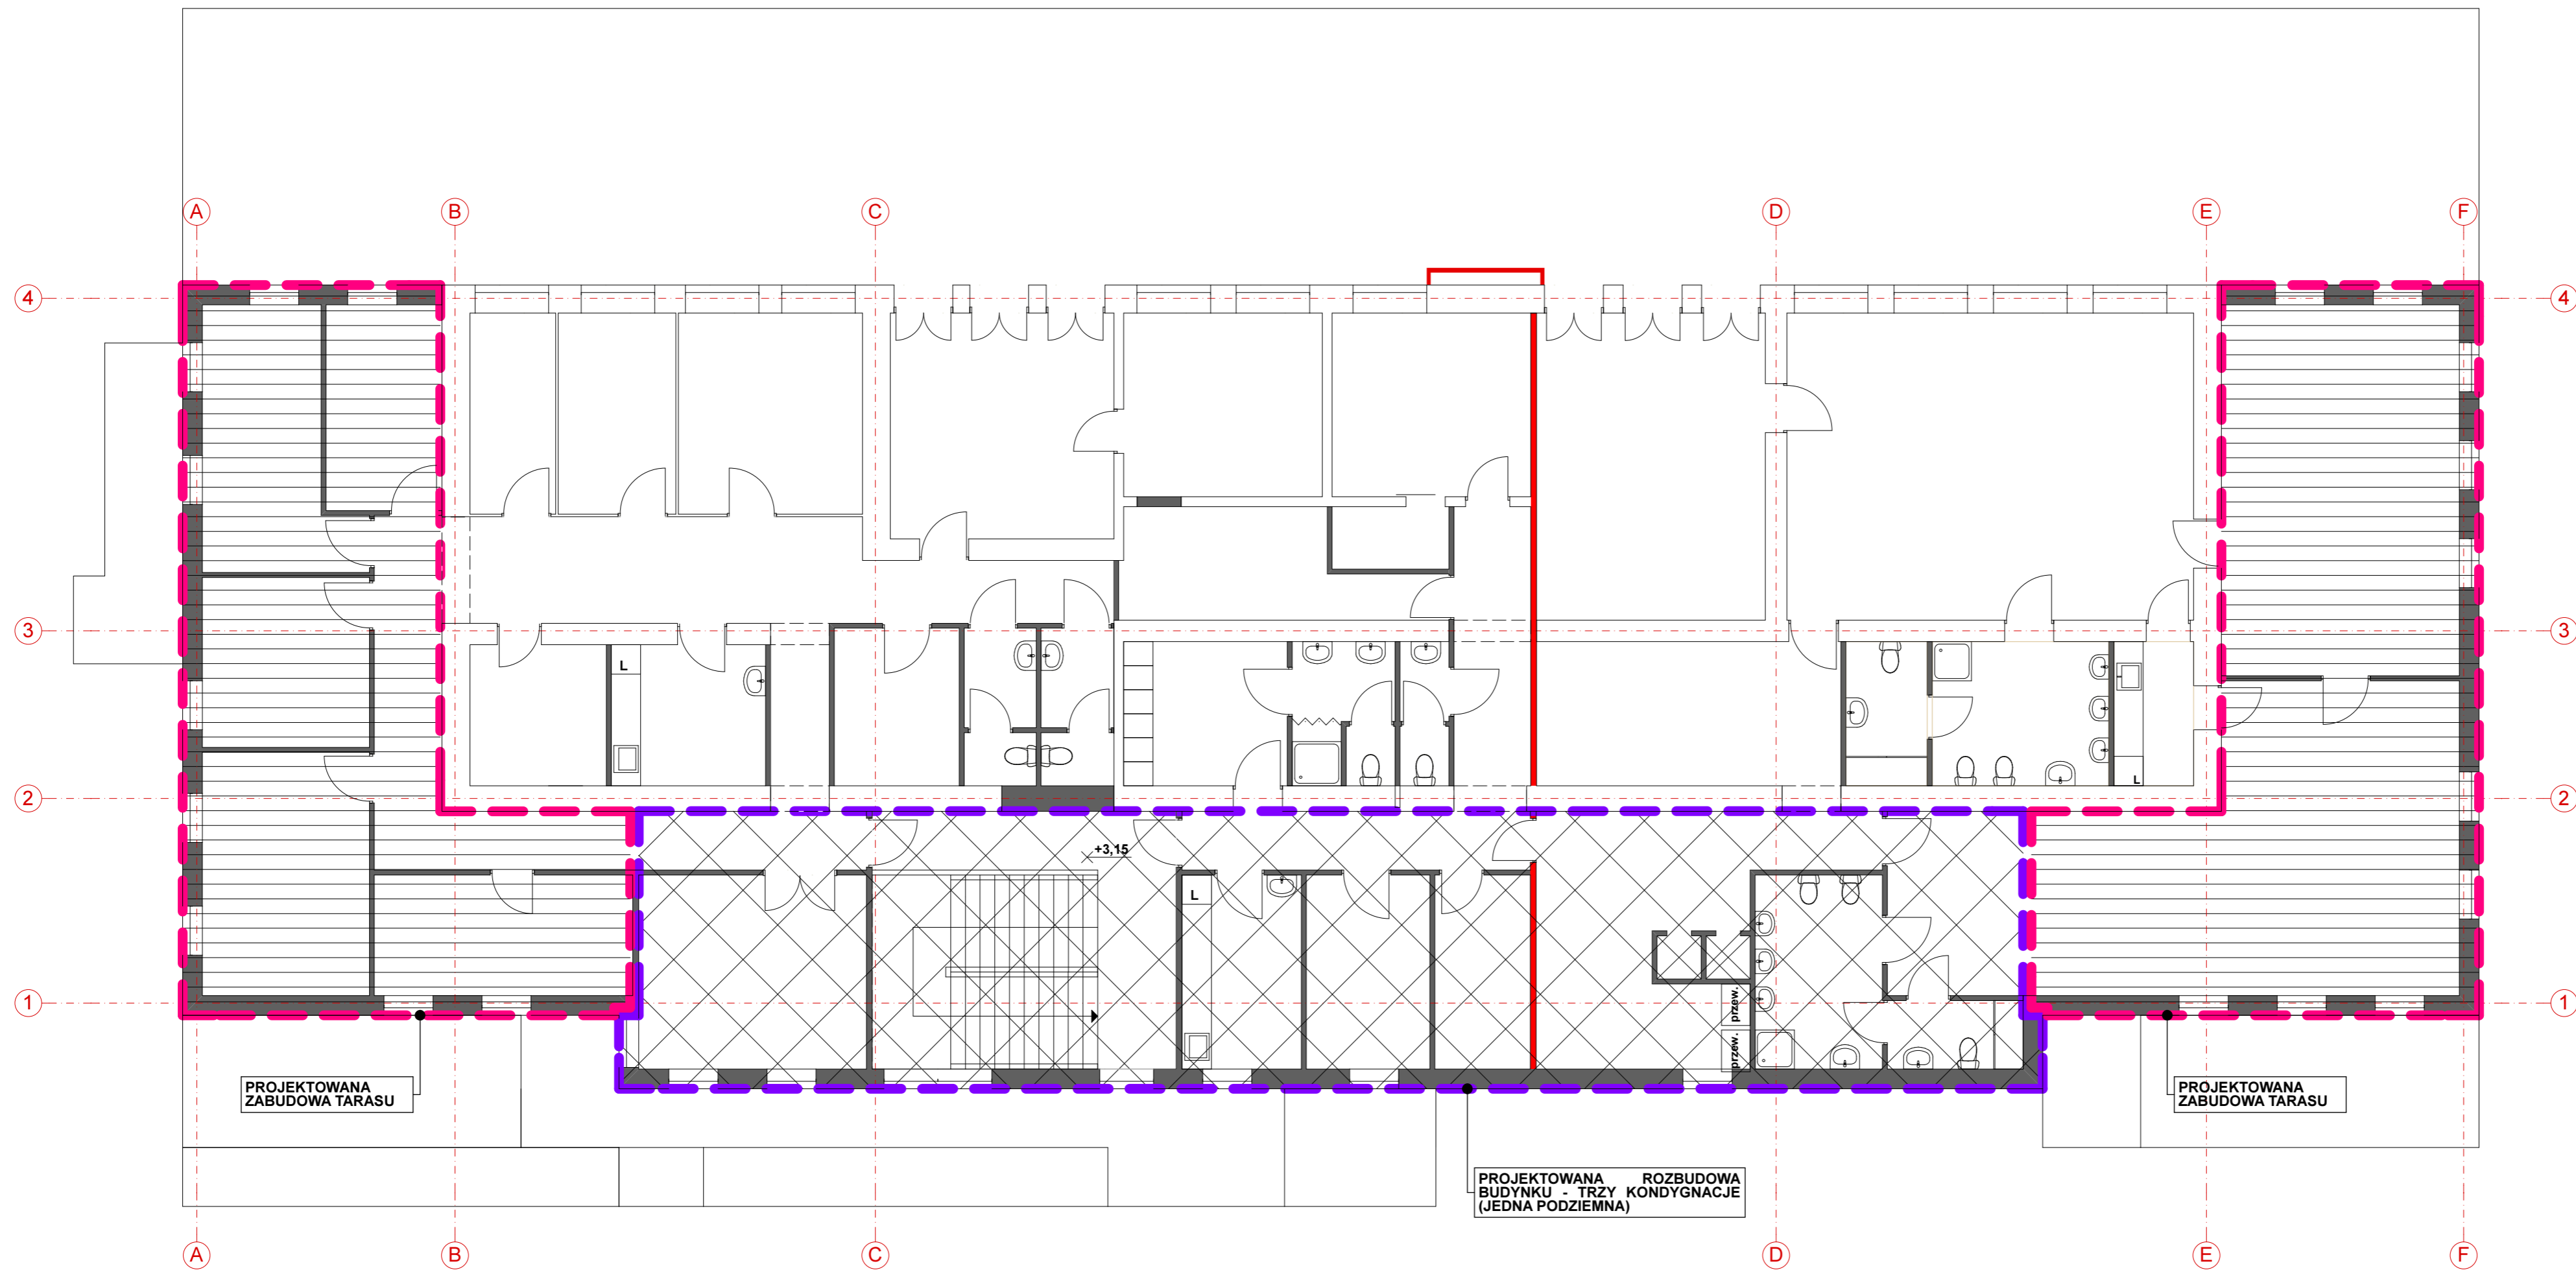 A B C D E F
4 4
3 3
L
L
2 2
+3,15
L
przew.
1 1
przew.
PROJEKTOWANA
ZABUDOWA TARASU
PROJEKTOWANA
ZABUDOWA TARASU
PROJEKTOWANA ROZBUDOWA
BUDYNKU - TRZY KONDYGNACJE
(JEDNA PODZIEMNA)
A B C D E F